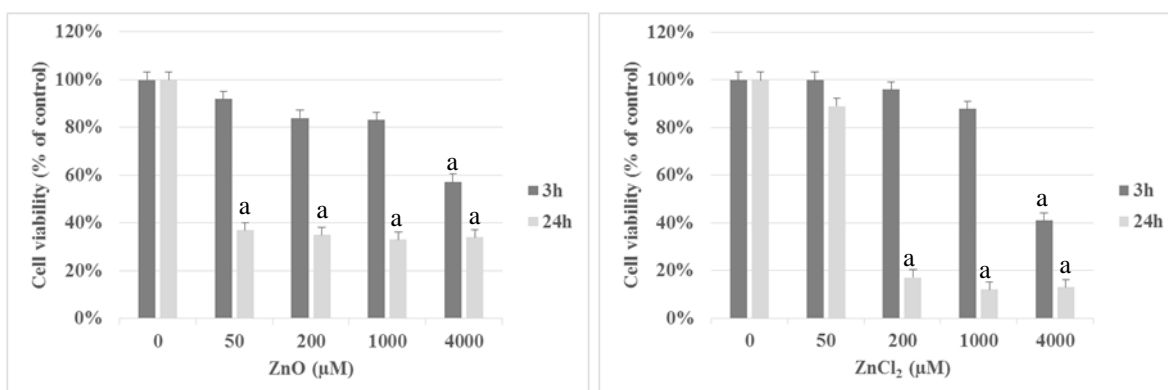 120%
100%
80%
60%
40%
20%
0%
Cell viability (% of control)
a
a
a
a
a
0
50
200
1000
4000
ZnO (µM)
3h
24h
120%
100%
80%
60%
40%
20%
0%
Cell viability (% of control)
a
a
a
a
0
50
200
1000
4000
ZnCl₂ (µM)
3h
24h